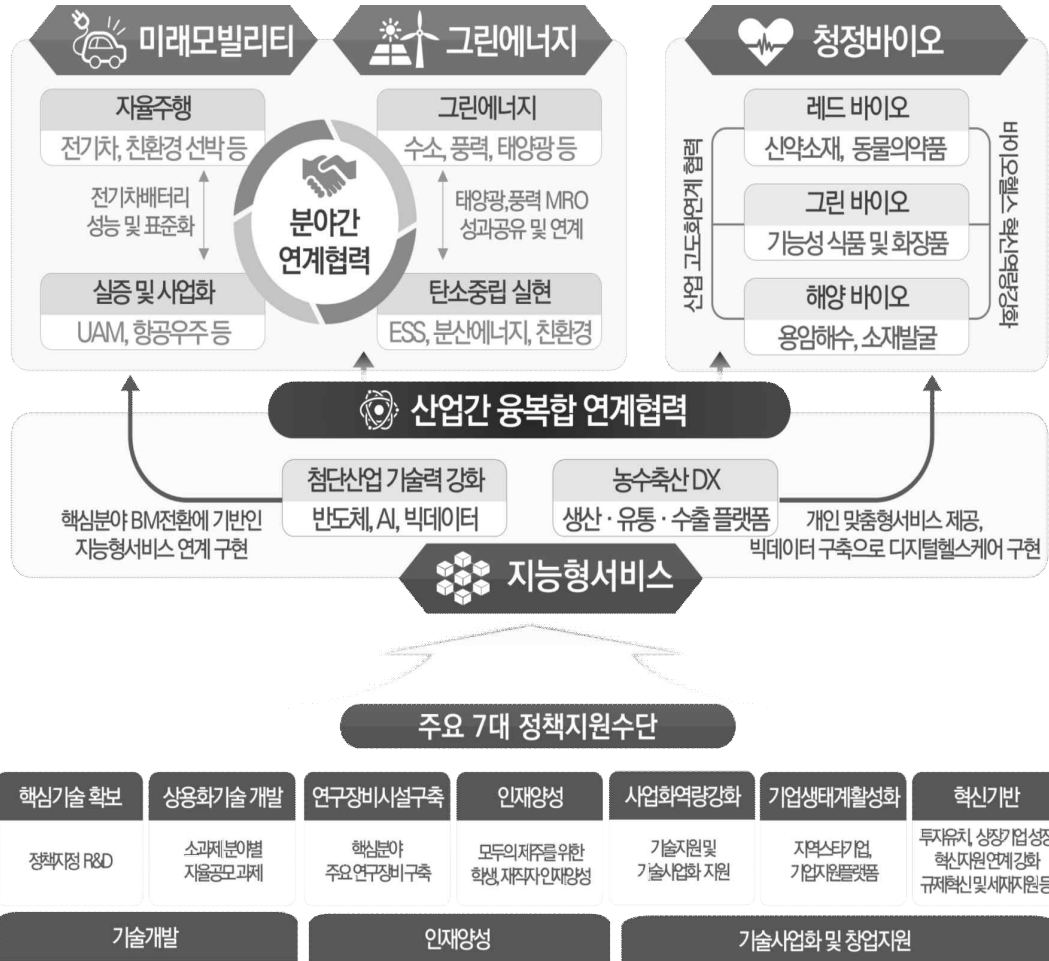 미래모빌리티
그린에너지
청정바이오
자율주행
전기차, 친환경 선박 등
전기차배터리
성능 및 표준화
실증 및 사업화
UAM, 항공우주 등
분야간
연계협력
그린에너지
수소, 풍력, 태양광 등
태양광,풍력 MRO
성과공유 및 연계
탄소중립 실현
ESS, 분산에너지, 친환경
산업 고도화연계 협력
레드 바이오
신약소재, 동물의약품
그린 바이오
기능성 식품 및 화장품
해양 바이오
용암해수, 소재발굴
바이오헬스 혁신역량강화
산업간 융복합 연계협력
첨단산업 기술력 강화
반도체, AI, 빅데이터
농수축산 DX
생산 · 유통 · 수출 플랫폼
핵심분야 BM전환에 기반인
지능형서비스 연계 구현
개인 맞춤형서비스 제공,
빅데이터 구축으로 디지털헬스케어 구현
지능형서비스
주요 7대 정책지원수단
핵심기술 확보
정책지정 R&D
상용화기술 개발
소과제 분야별
자율공모 과제
연구장비시설구축
핵심분야
주요 연구장비 구축
인재양성
모두의 제주를 위한
학생, 재직자 인재양성
사업화역량강화
기술지원 및
기술사업화 지원
기업생태계활성화
지역스타기업,
기업지원플랫폼
혁신기반
투자유치, 상장기업 성장
혁신자원 연계 강화
규제혁신 및 세재지원 등
기술개발
인재양성
기술사업화 및 창업지원